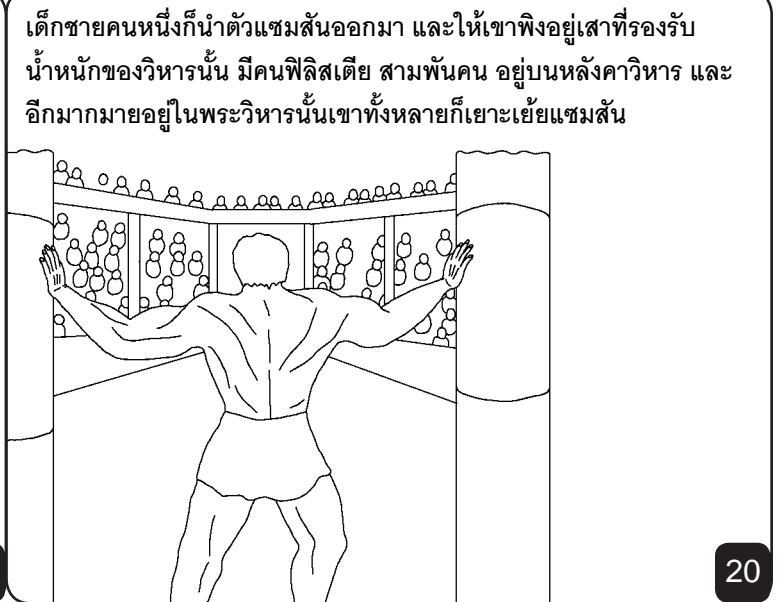 เด็กชายคนหนึ่งก็นำตัวแซมสันออกมา และให้เขาพิงอยู่เสาที่รองรับ
น้ำหนักของวิหารนั้น มีคนฟิลิสเตีย สามพันคน อยู่บนหลังคาวิหาร และ
อีกมากมายอยู่ในพระวิหารนั้นเขาทั้งหลายก็เยาะเย้ยแซมสัน
20